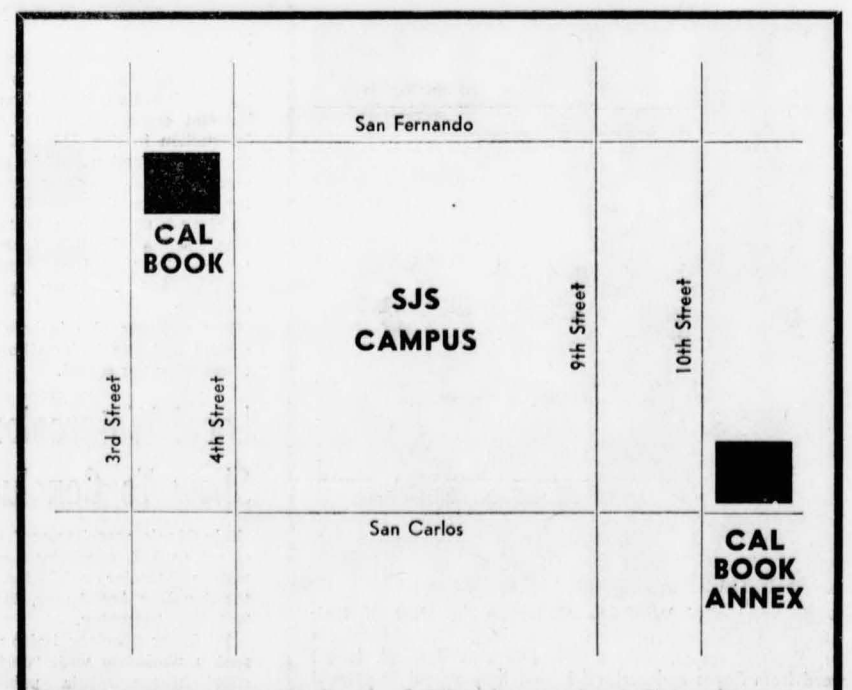 San Fernando
CAL
BOOK
SJS
CAMPUS
3rd Street
4th Street
9th Street
10th Street
San Carlos
CAL
BOOK
ANNEX